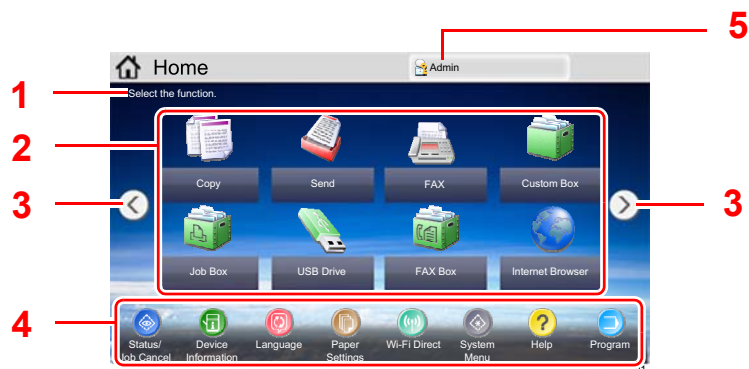 5
Home
Admin
1
Select the function.
2
Copy
Send
FAX
Custom Box
3
3
Job Box
USB Drive
FAX Box
Internet Browser
4
Status/
Job Cancel
Device
Information
Language
Paper
Settings
Wi-Fi Direct
System
Menu
Help
Program